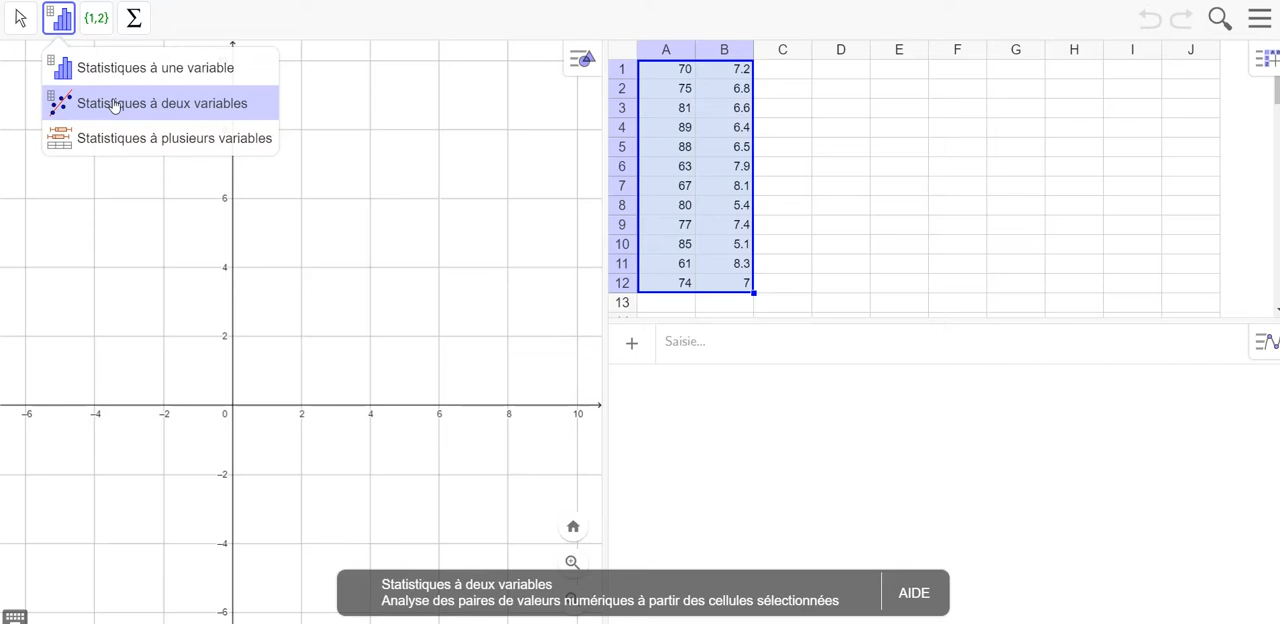 {1,2} Σ
Statistiques à une variable
Statistiques à deux variables
Statistiques à plusieurs variables
6
4
2
-6 -4 -2 0 2 4 6 8 10
-2
-4
-6
A B C D E F G H I J
1 70 7.2
2 75 6.8
3 81 6.6
4 89 6.4
5 88 6.5
6 63 7.9
7 67 8.1
8 80 5.4
9 77 7.4
10 85 5.1
11 61 8.3
12 74 7
13
+ Saisie...
Statistiques à deux variables
Analyse des paires de valeurs numériques à partir des cellules sélectionnées
AIDE